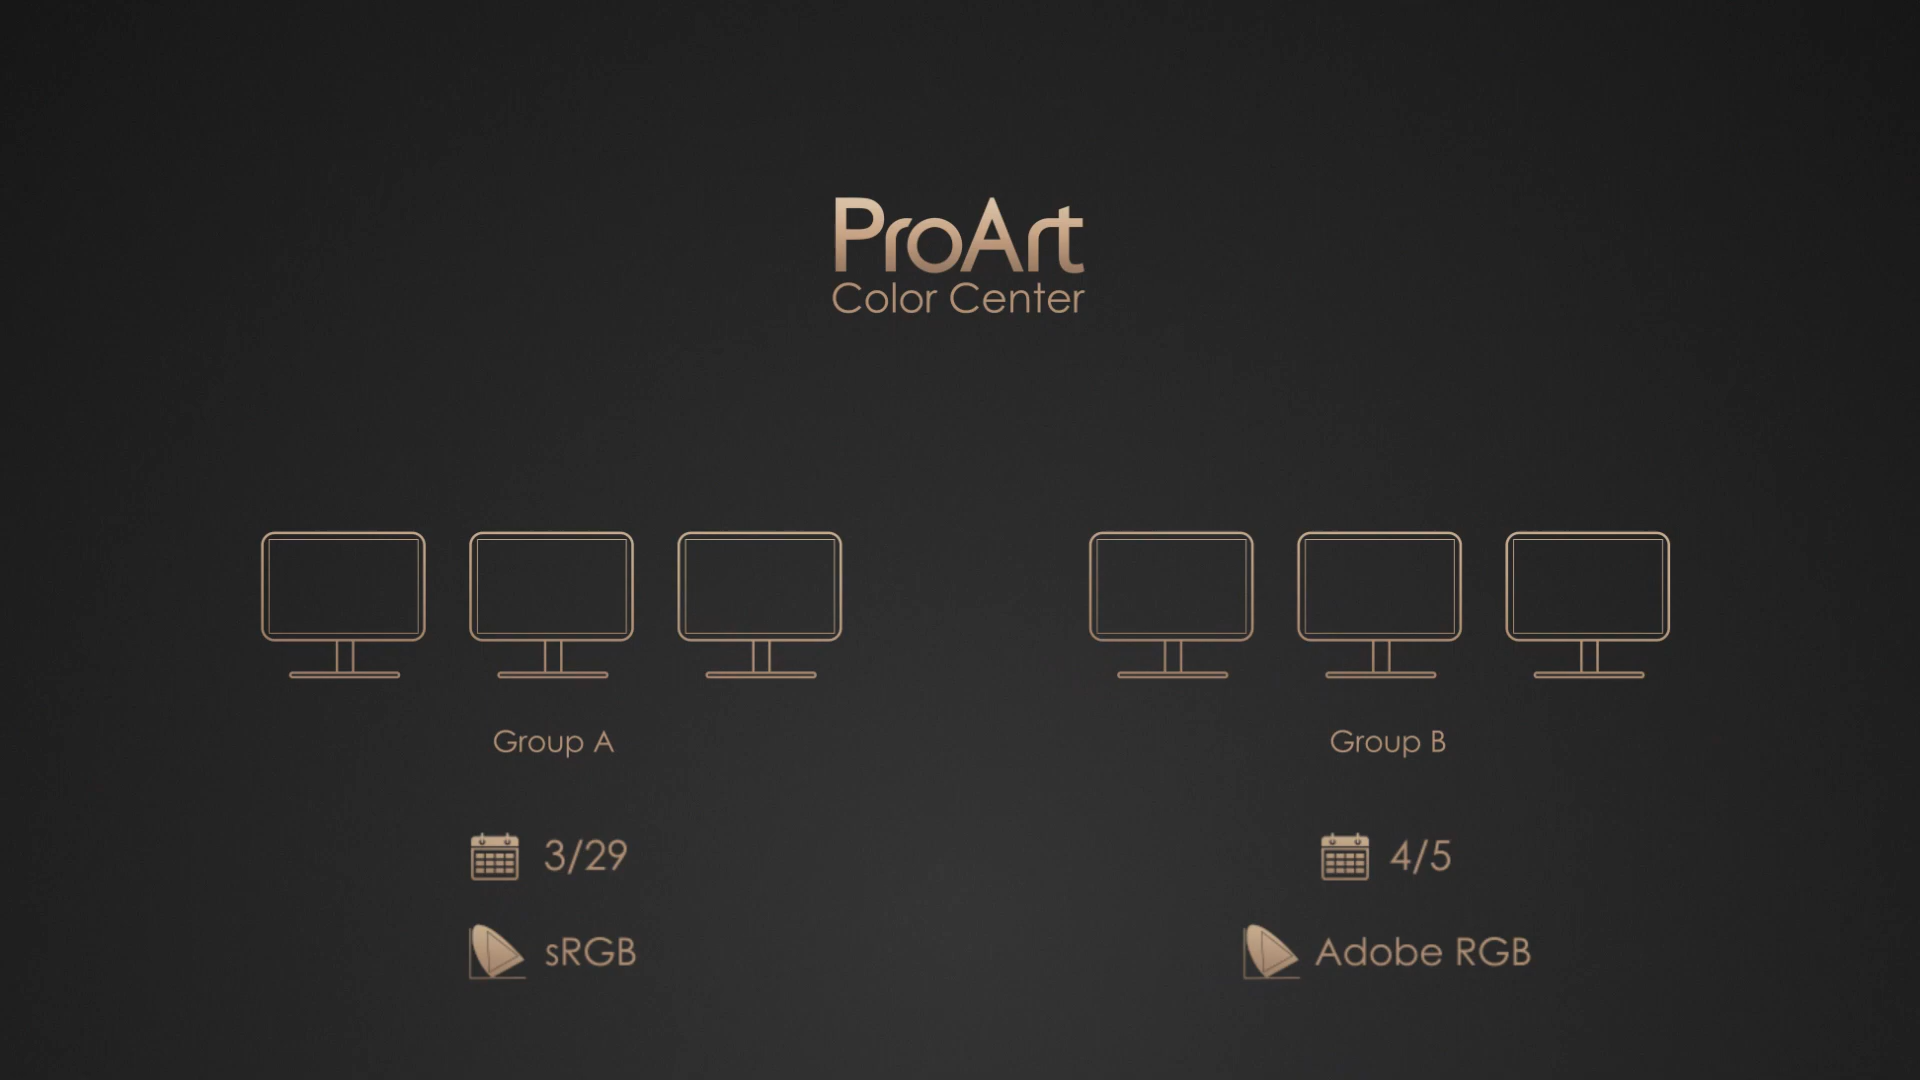 ProArt
Color Center
Group A
Group B
3/29
4/5
sRGB
Adobe RGB